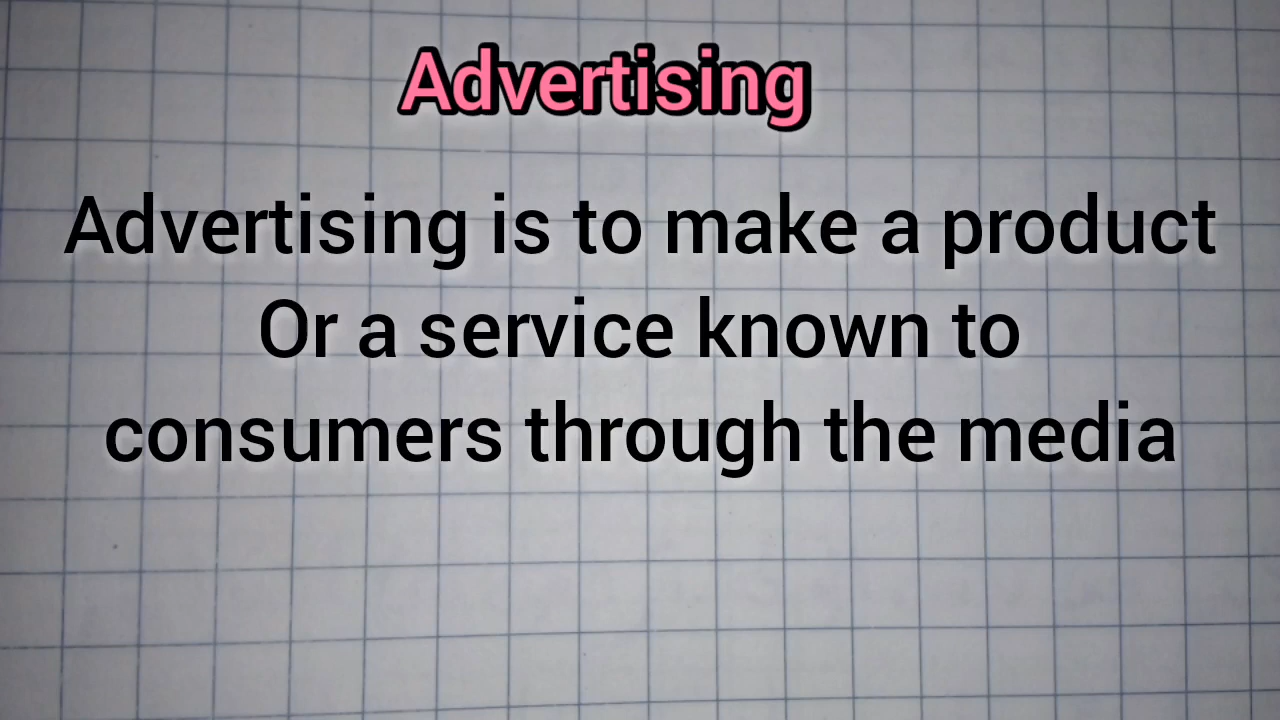 Advertising
Advertising is to make a product
Or a service known to
consumers through the media